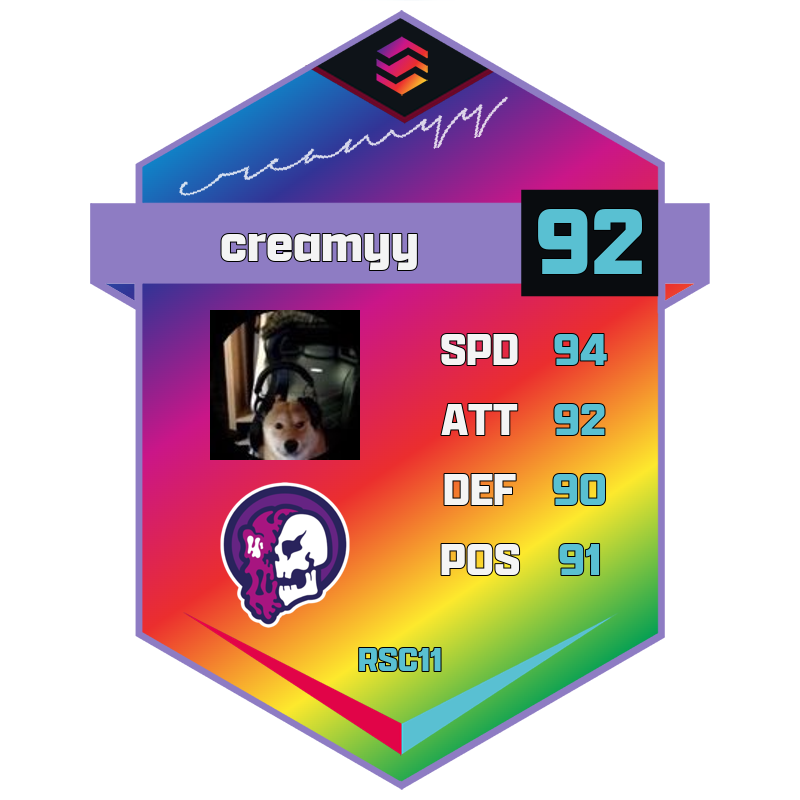 creamyy
creamyy 92
SPD 94
ATT 92
DEF 90
POS 91
RSC11